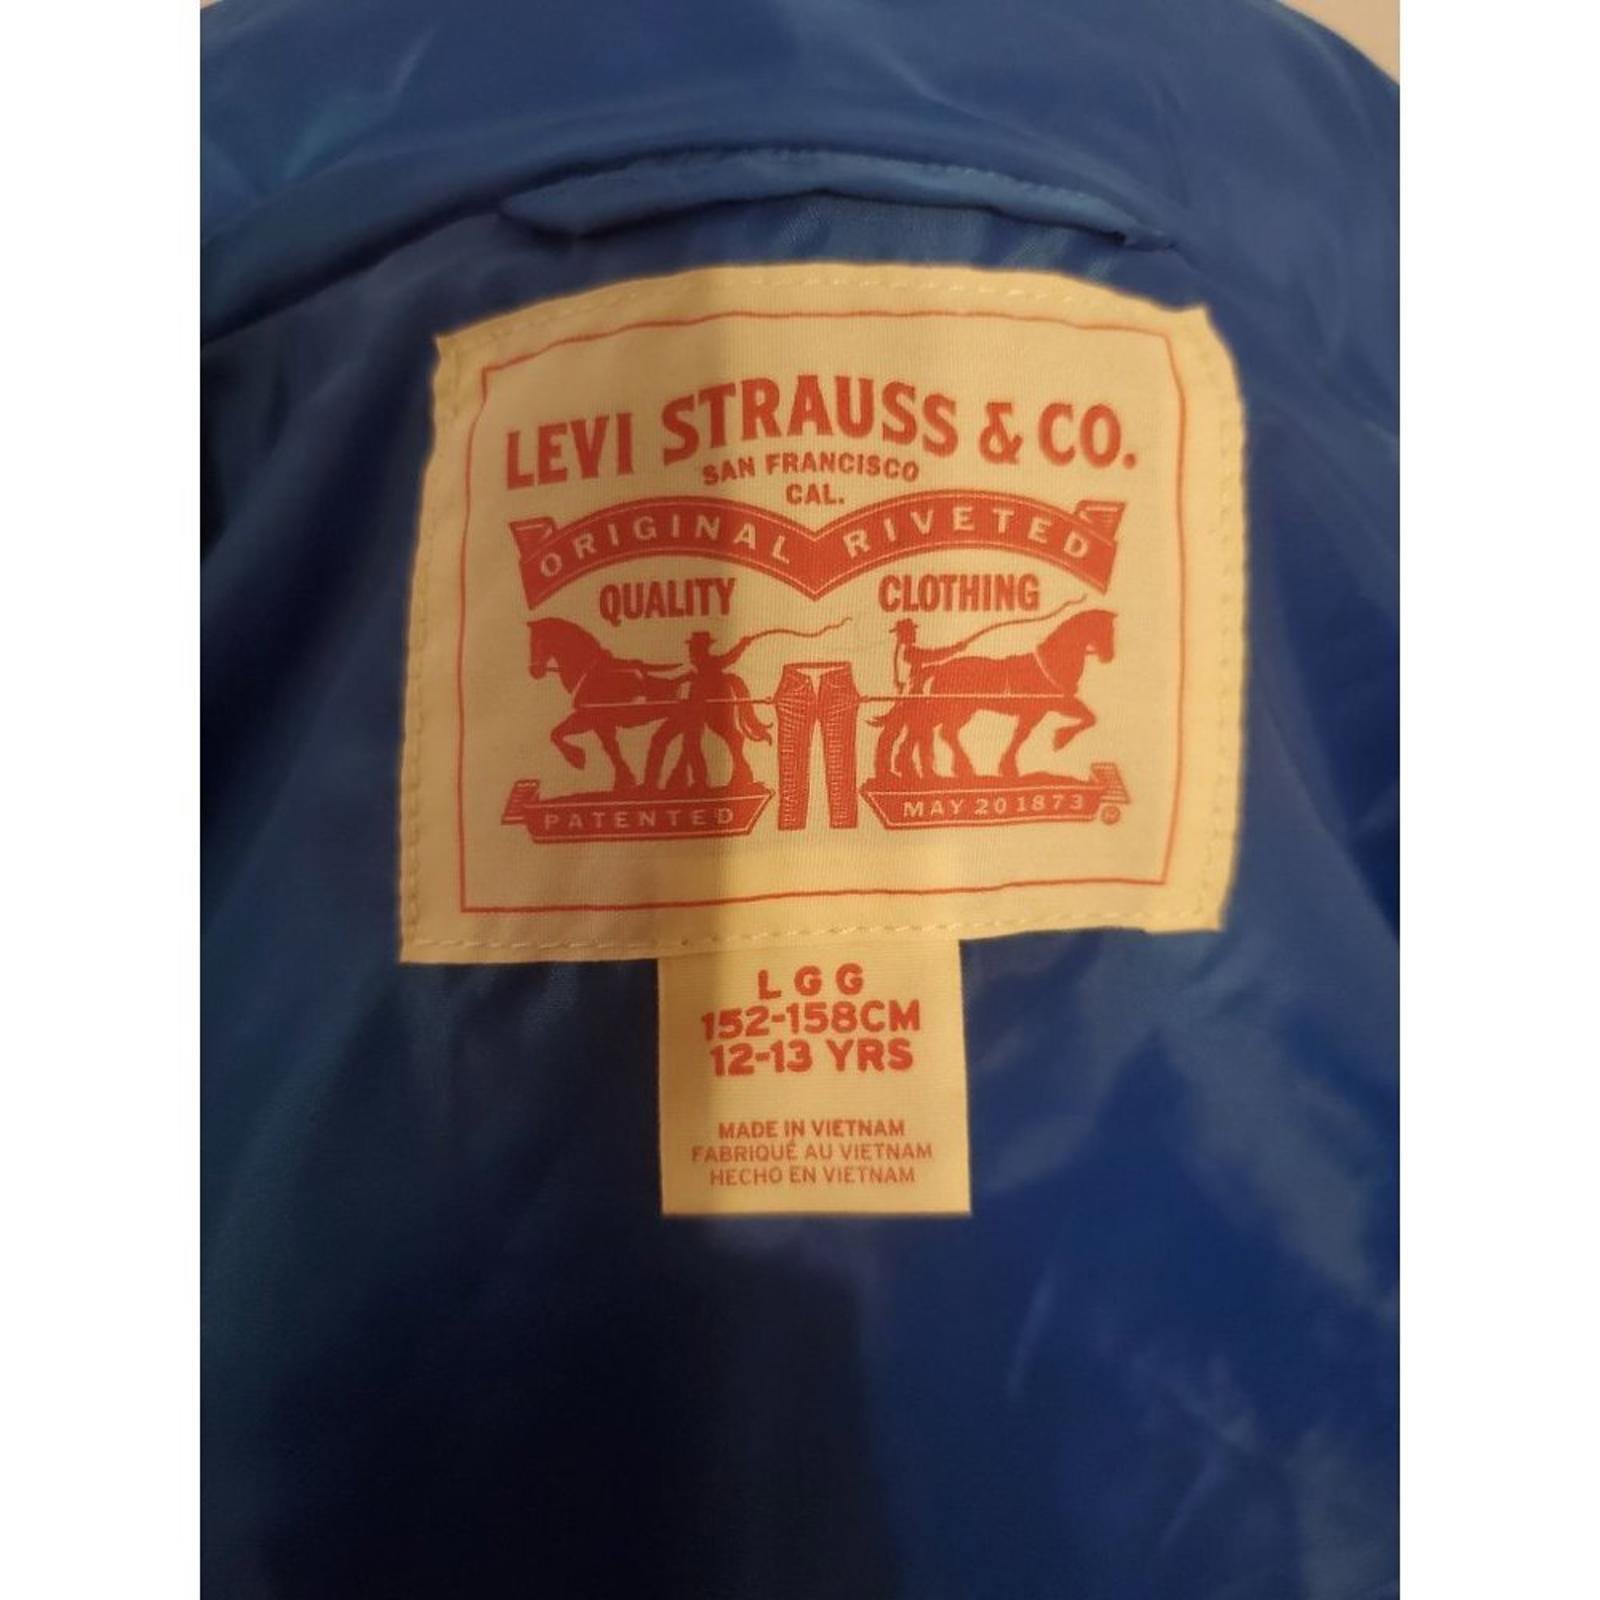 LEVI STRAUSS & CO.
SAN FRANCISCO
CAL.
ORIGINAL RIVETED
QUALITY CLOTHING
PATENTED MAY 20 1873
®
L G G
152-158CM
12-13 YRS
MADE IN VIETNAM
FABRIQUÉ AU VIETNAM
HECHO EN VIETNAM